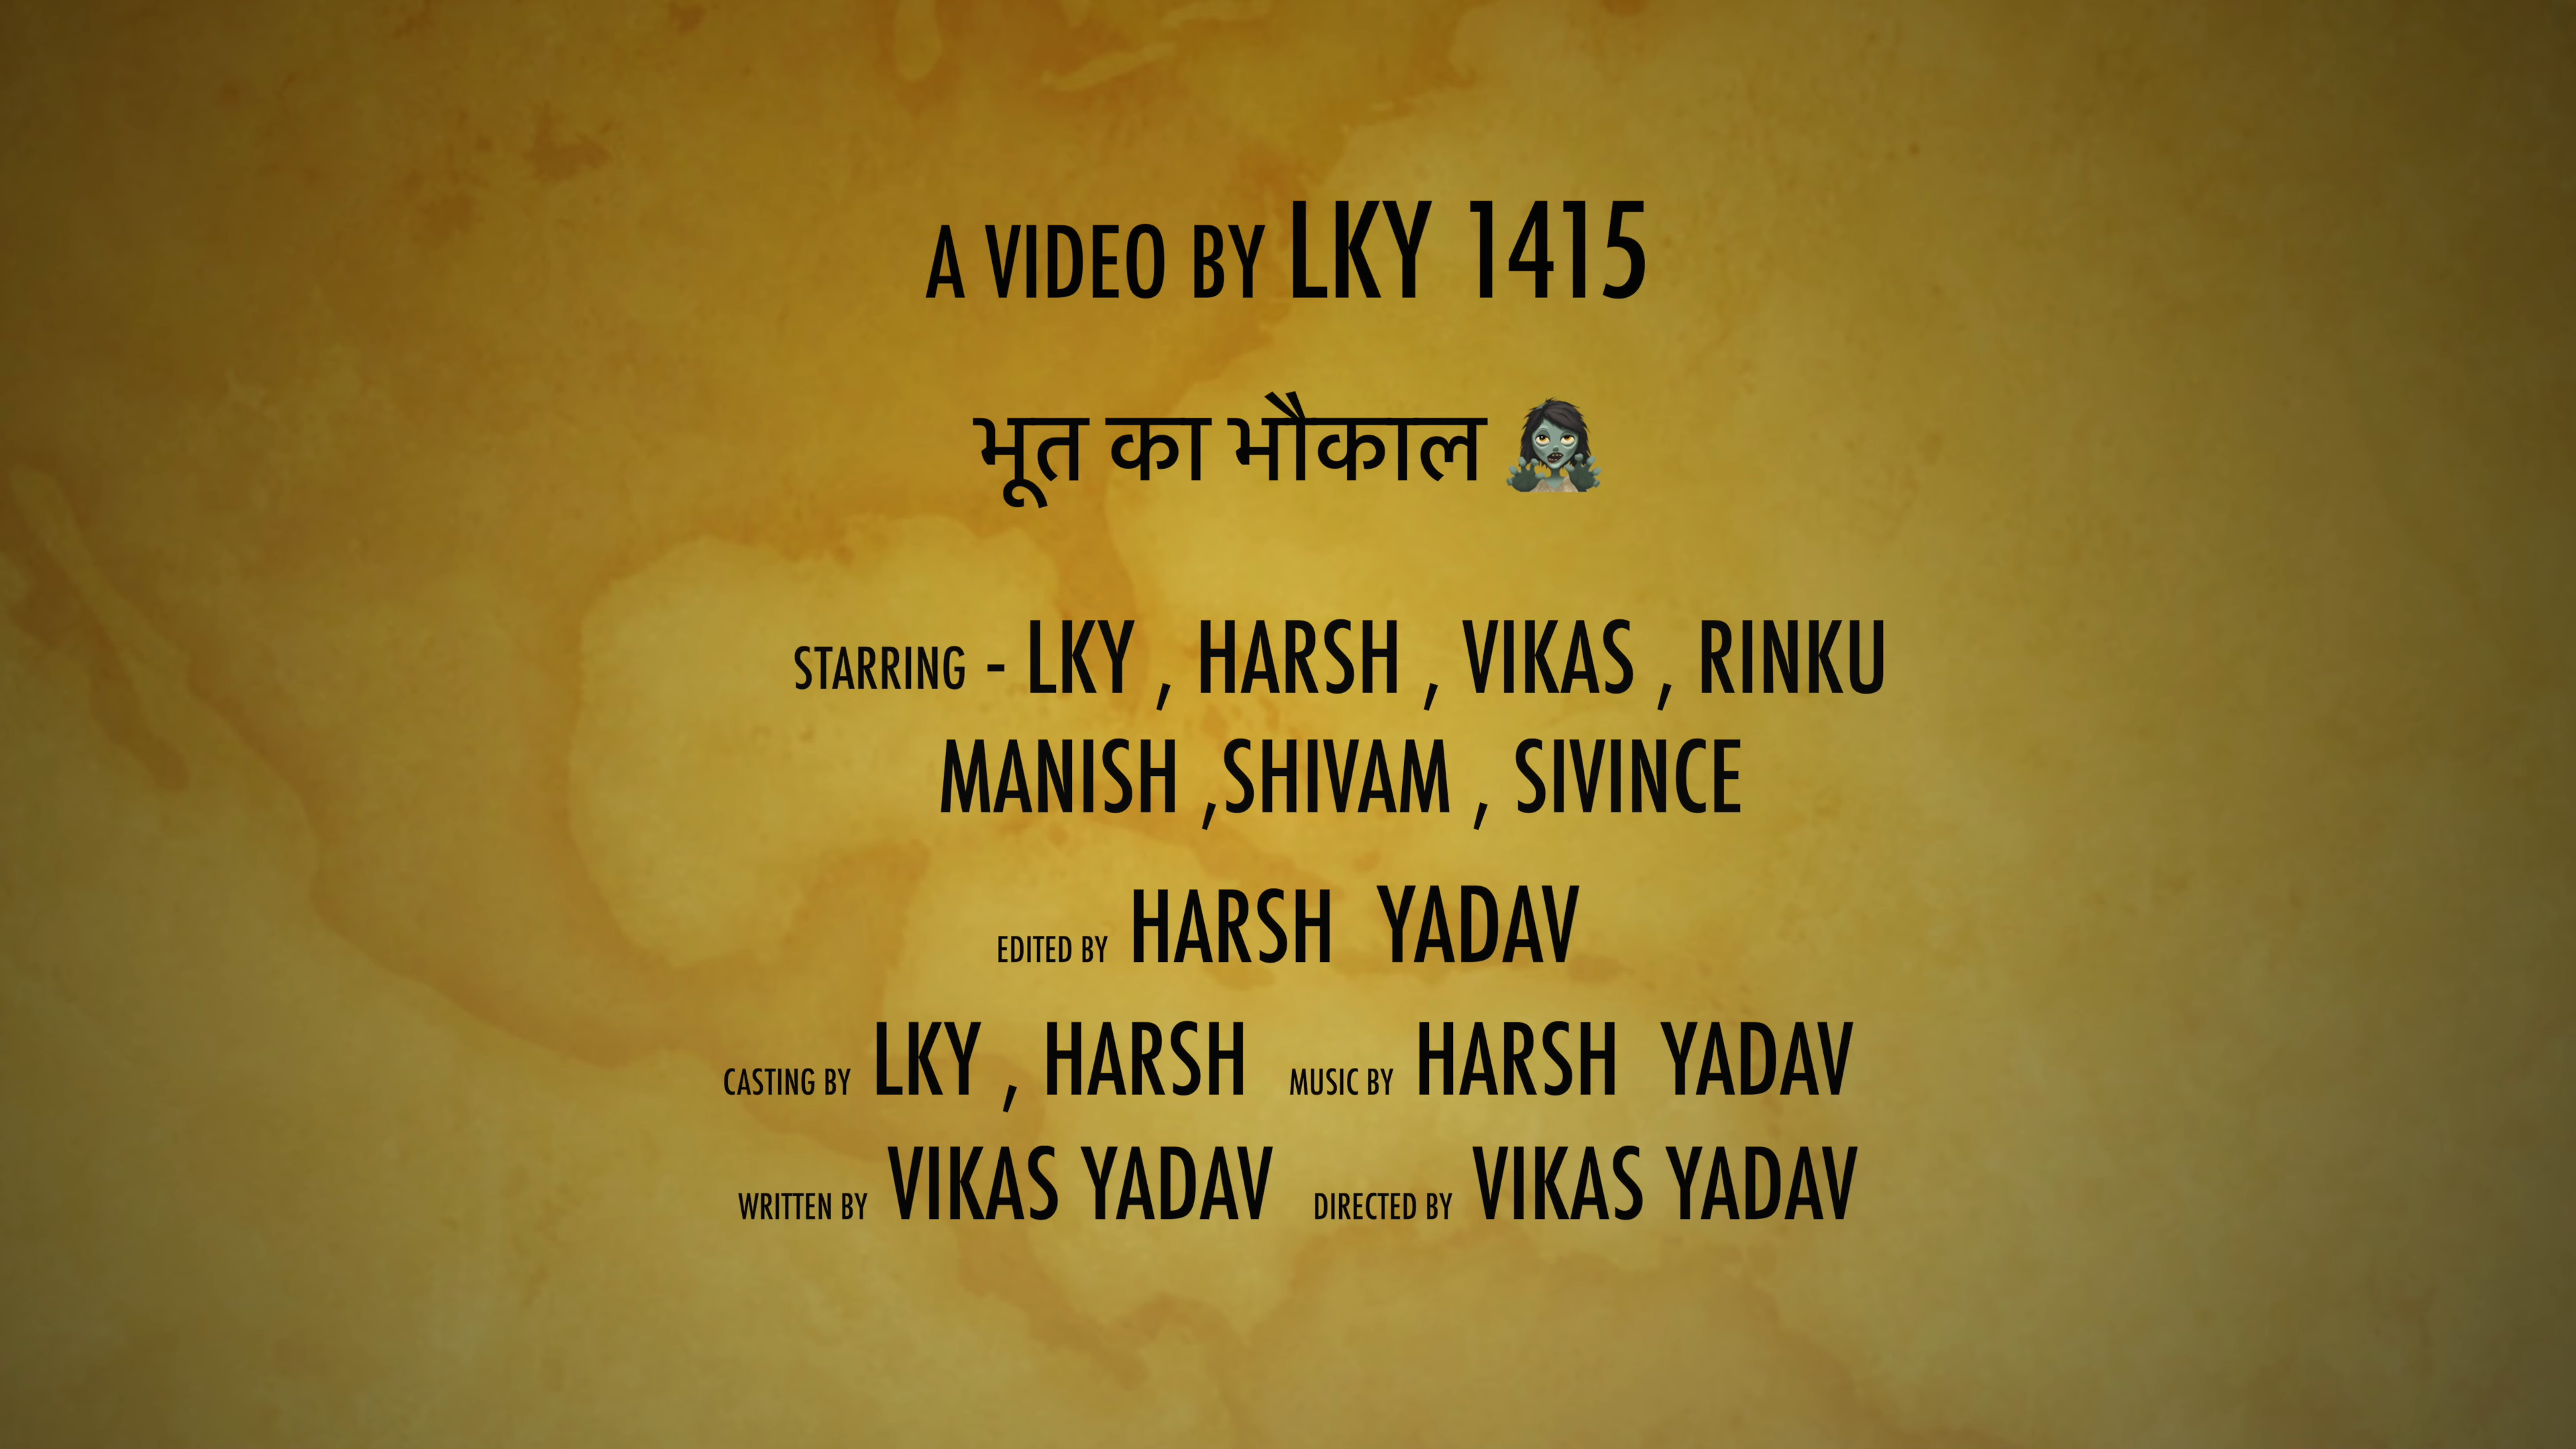 A VIDEO BY LKY 1415
भूत का भौकाल 🧟‍♀️
STARRING - LKY , HARSH , VIKAS , RINKU
MANISH ,SHIVAM , SIVINCE
EDITED BY HARSH YADAV
CASTING BY LKY , HARSH MUSIC BY HARSH YADAV
WRITTEN BY VIKAS YADAV DIRECTED BY VIKAS YADAV